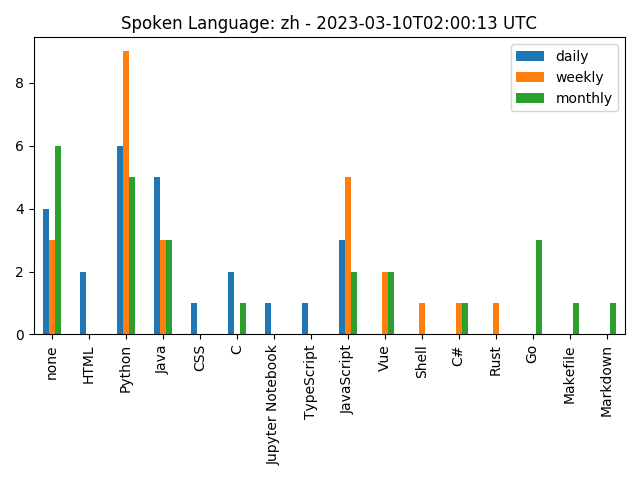 Spoken Language: zh - 2023-03-10T02:00:13 UTC
daily
weekly
monthly
8
6
4
2
0
none
HTML
Python
Java
CSS
C
Jupyter Notebook
TypeScript
JavaScript
Vue
Shell
C#
Rust
Go
Makefile
Markdown